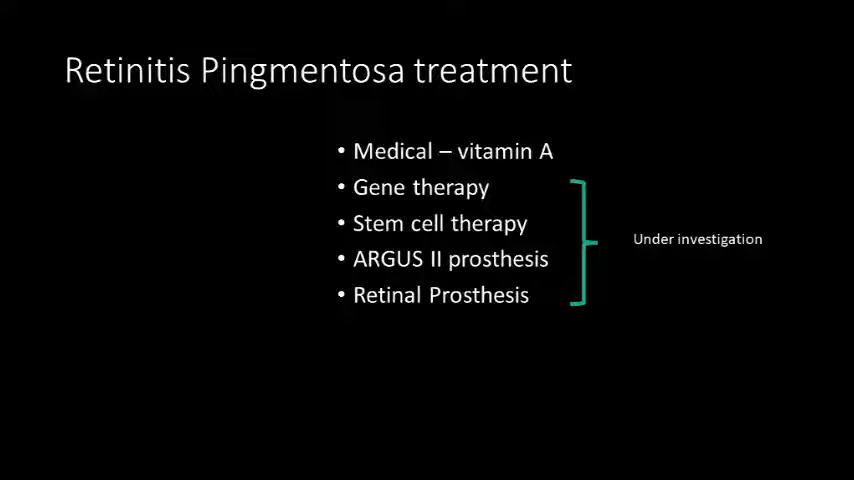 Retinitis Pingmentosa treatment
• Medical – vitamin A
• Gene therapy
• Stem cell therapy
• ARGUS II prosthesis
• Retinal Prosthesis
Under investigation